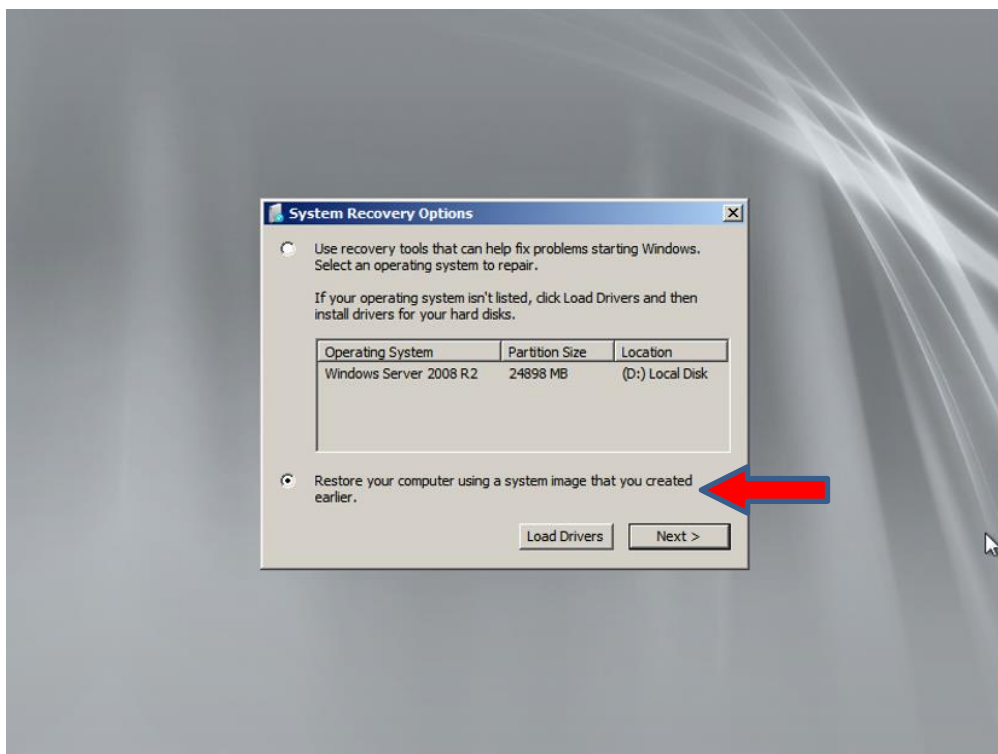 System Recovery Options
Use recovery tools that can help fix problems starting Windows.
Select an operating system to repair.
If your operating system isn't listed, click Load Drivers and then
install drivers for your hard disks.
Operating System Partition Size Location
Windows Server 2008 R2 24898 MB (D:) Local Disk
Restore your computer using a system image that you created
earlier.
Load Drivers Next >